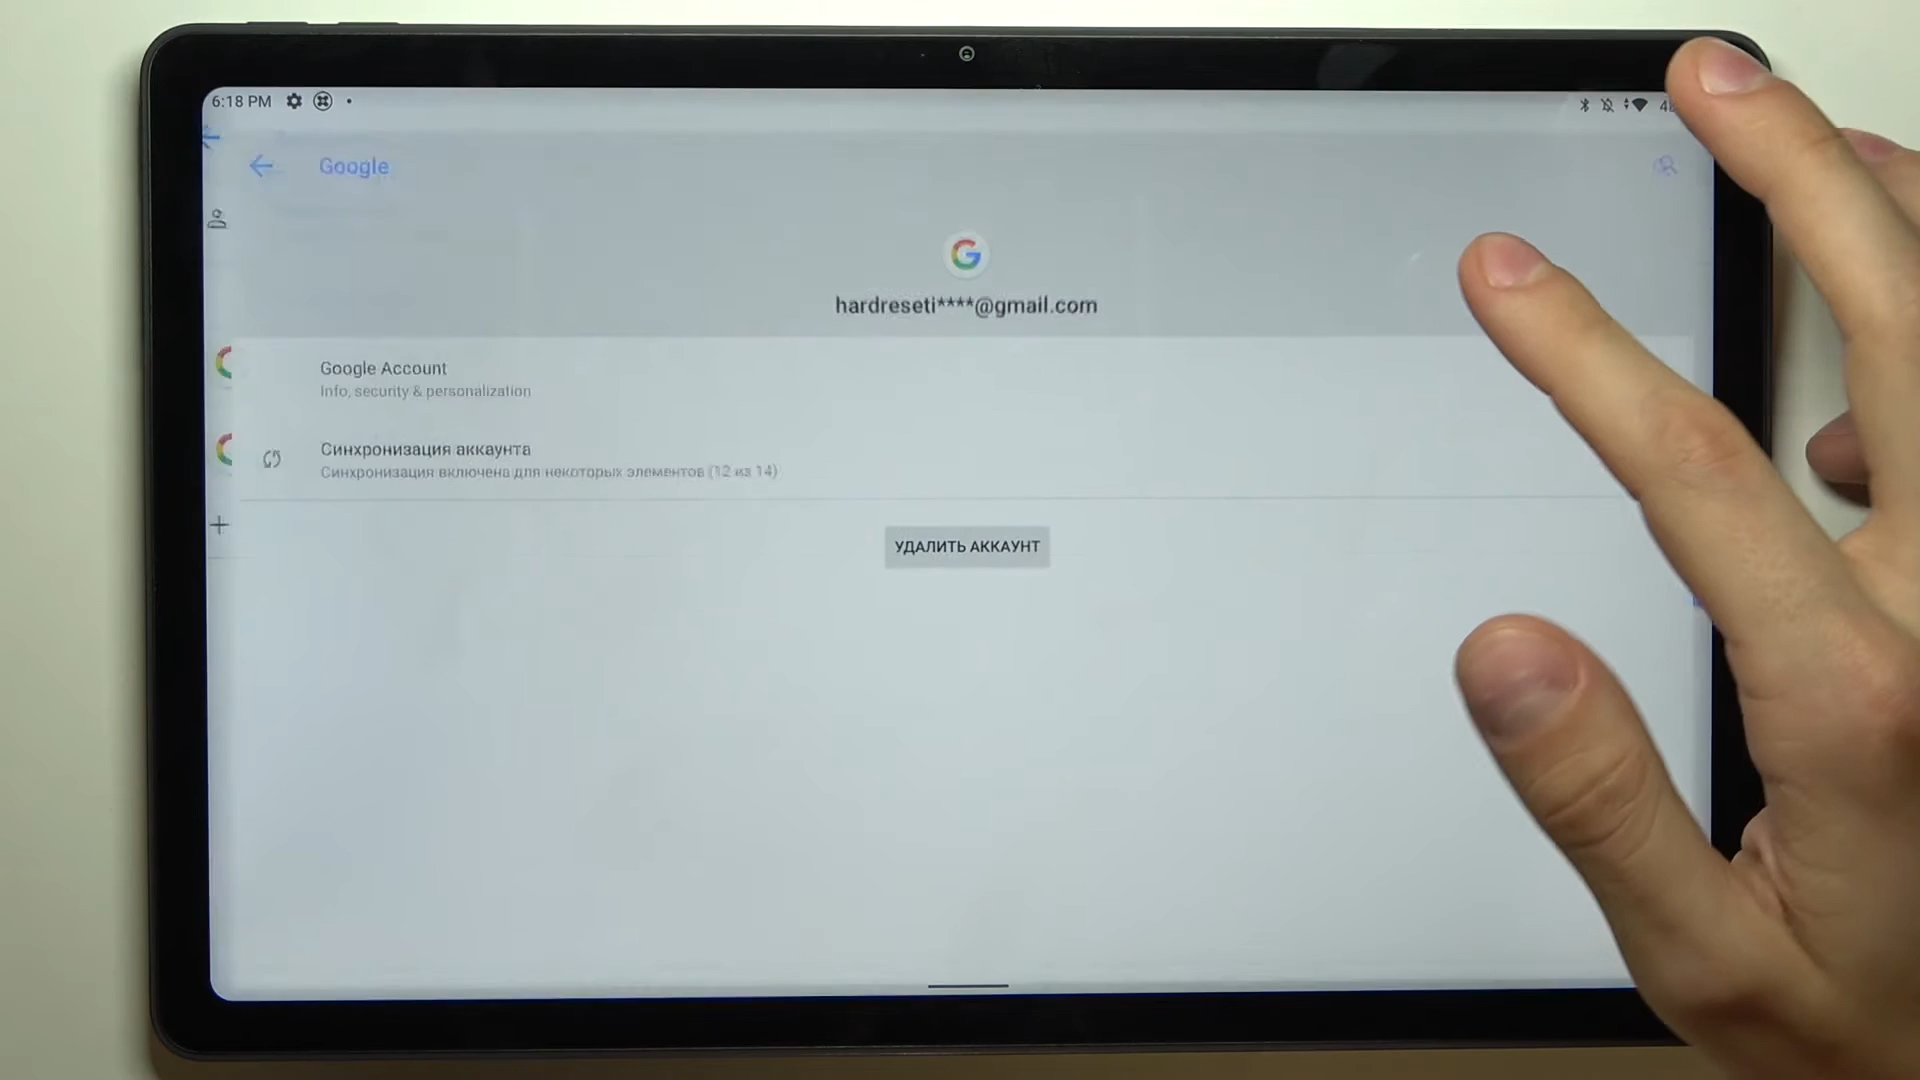 6:18 PM
Google
hardreseti****@gmail.com
Google Account
Info, security & personalization
Синхронизация аккаунта
Синхронизация включена для некоторых элементов (12 из 14)
УДАЛИТЬ АККАУНТ